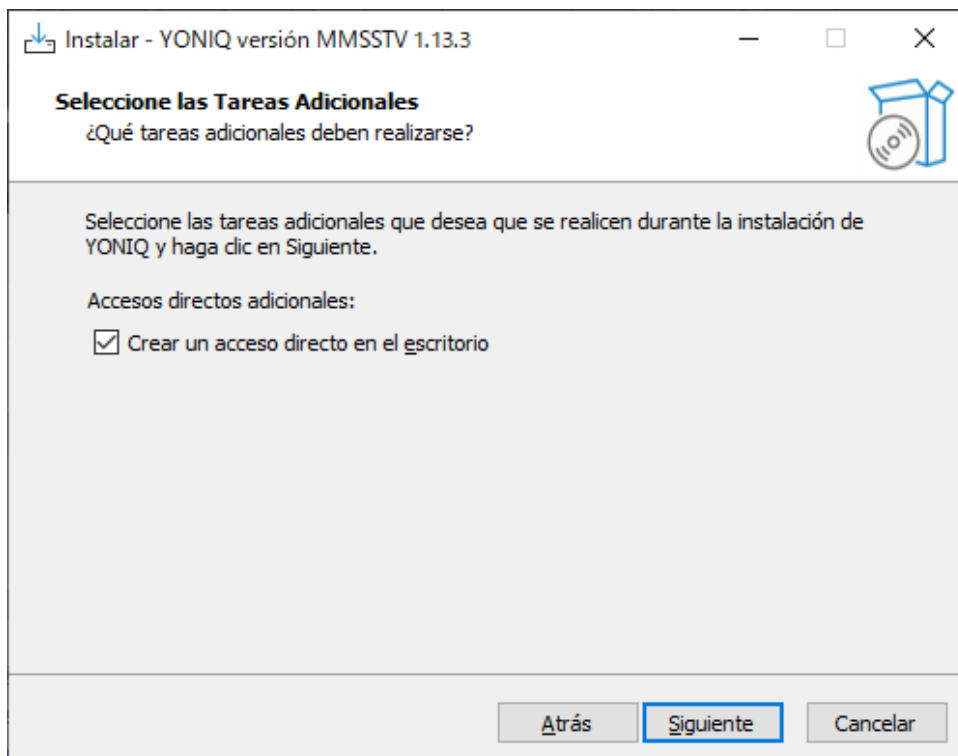 Instalar - YONIQ versión MMSSTV 1.13.3
Seleccione las Tareas Adicionales
¿Qué tareas adicionales deben realizarse?
Seleccione las tareas adicionales que desea que se realicen durante la instalación de
YONIQ y haga clic en Siguiente.
Accesos directos adicionales:
Crear un acceso directo en el escritorio
Atrás
Siguiente
Cancelar